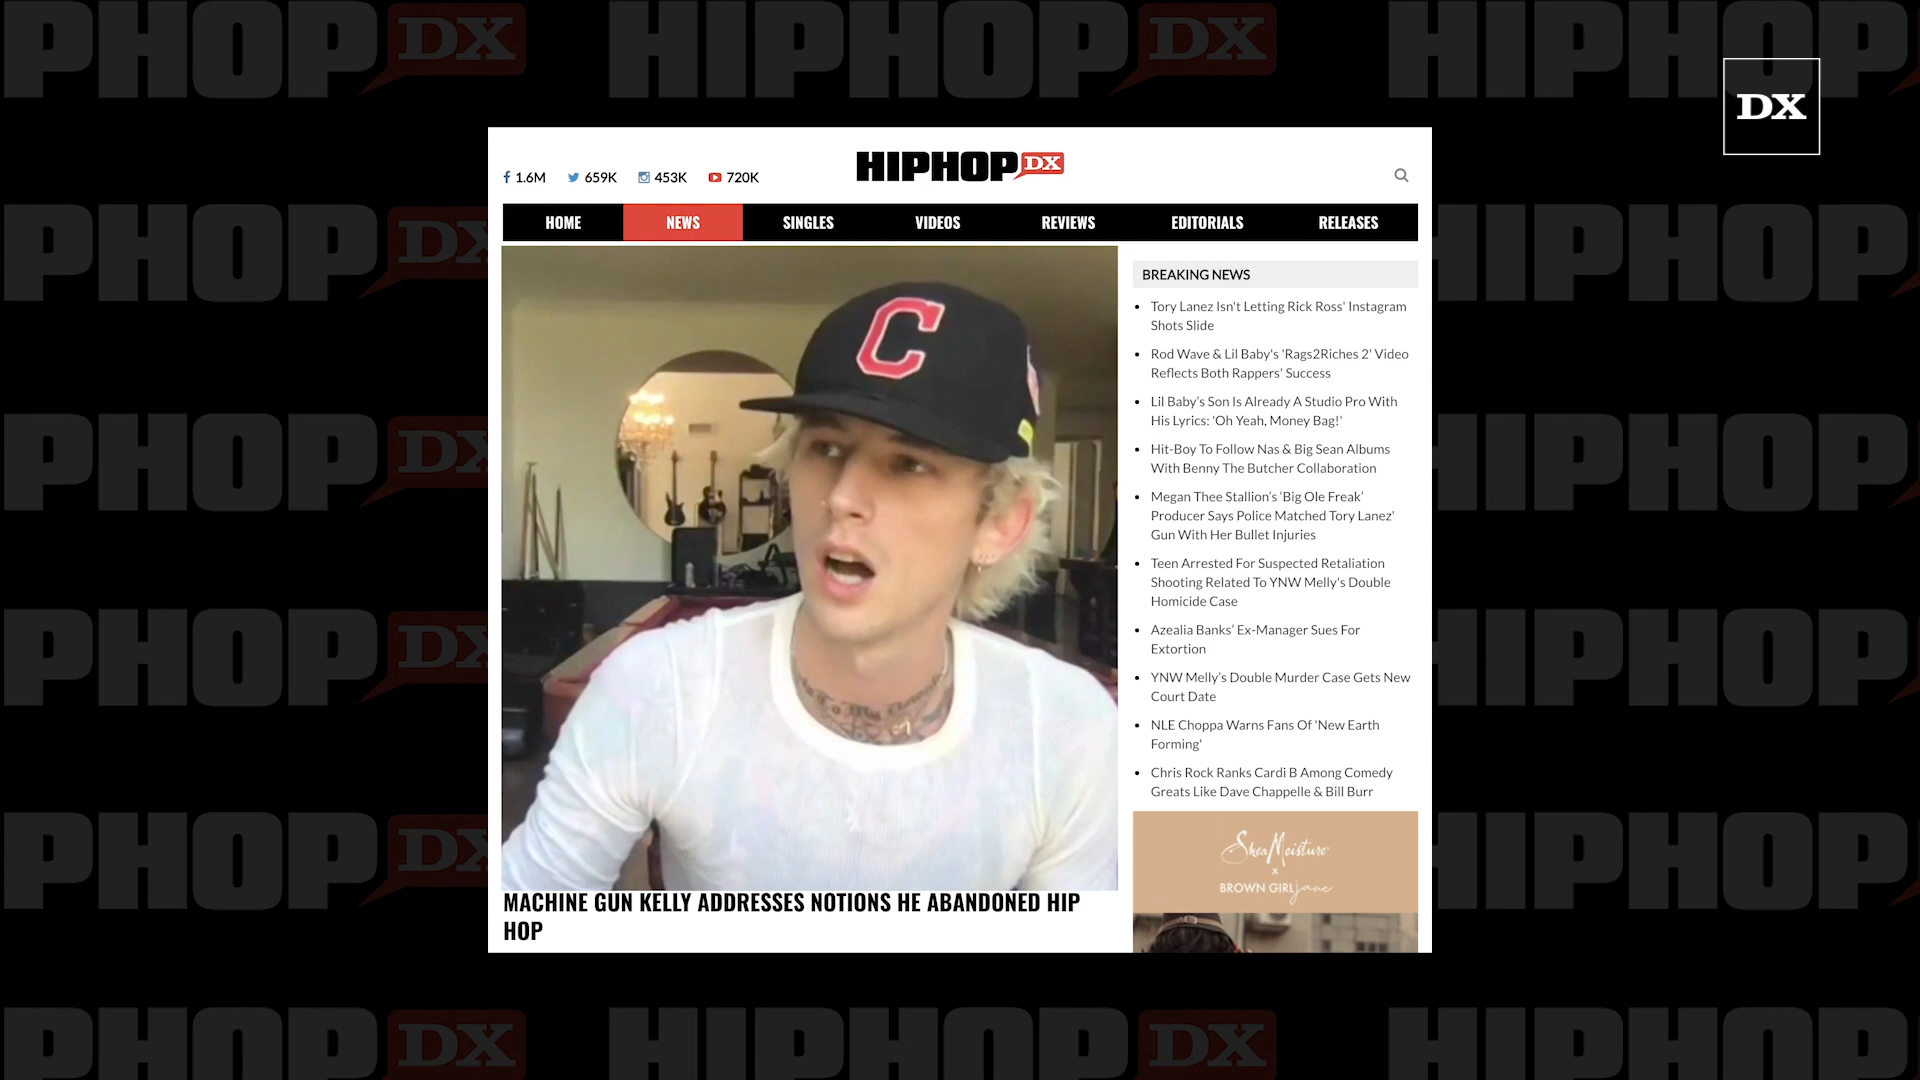 HIPHOP DX
DX
1.6M 659K 453K 720K
HIPHOP DX
HOME NEWS SINGLES VIDEOS REVIEWS EDITORIALS RELEASES
C
MACHINE GUN KELLY ADDRESSES NOTIONS HE ABANDONED HIP
HOP
BREAKING NEWS
Tory Lanez Isn't Letting Rick Ross' Instagram
Shots Slide
Rod Wave & Lil Baby's 'Rags2Riches 2' Video
Reflects Both Rappers' Success
Lil Baby's Son Is Already A Studio Pro With
His Lyrics: 'Oh Yeah, Money Bag!'
Hit-Boy To Follow Nas & Big Sean Albums
With Benny The Butcher Collaboration
Megan Thee Stallion's 'Big Ole Freak'
Producer Says Police Matched Tory Lanez'
Gun With Her Bullet Injuries
Teen Arrested For Suspected Retaliation
Shooting Related To YNW Melly's Double
Homicide Case
Azealia Banks' Ex-Manager Sues For
Extortion
YNW Melly's Double Murder Case Gets New
Court Date
NLE Choppa Warns Fans Of 'New Earth
Forming'
Chris Rock Ranks Cardi B Among Comedy
Greats Like Dave Chappelle & Bill Burr
SheaMoisture
x
BROWN GIRL jane